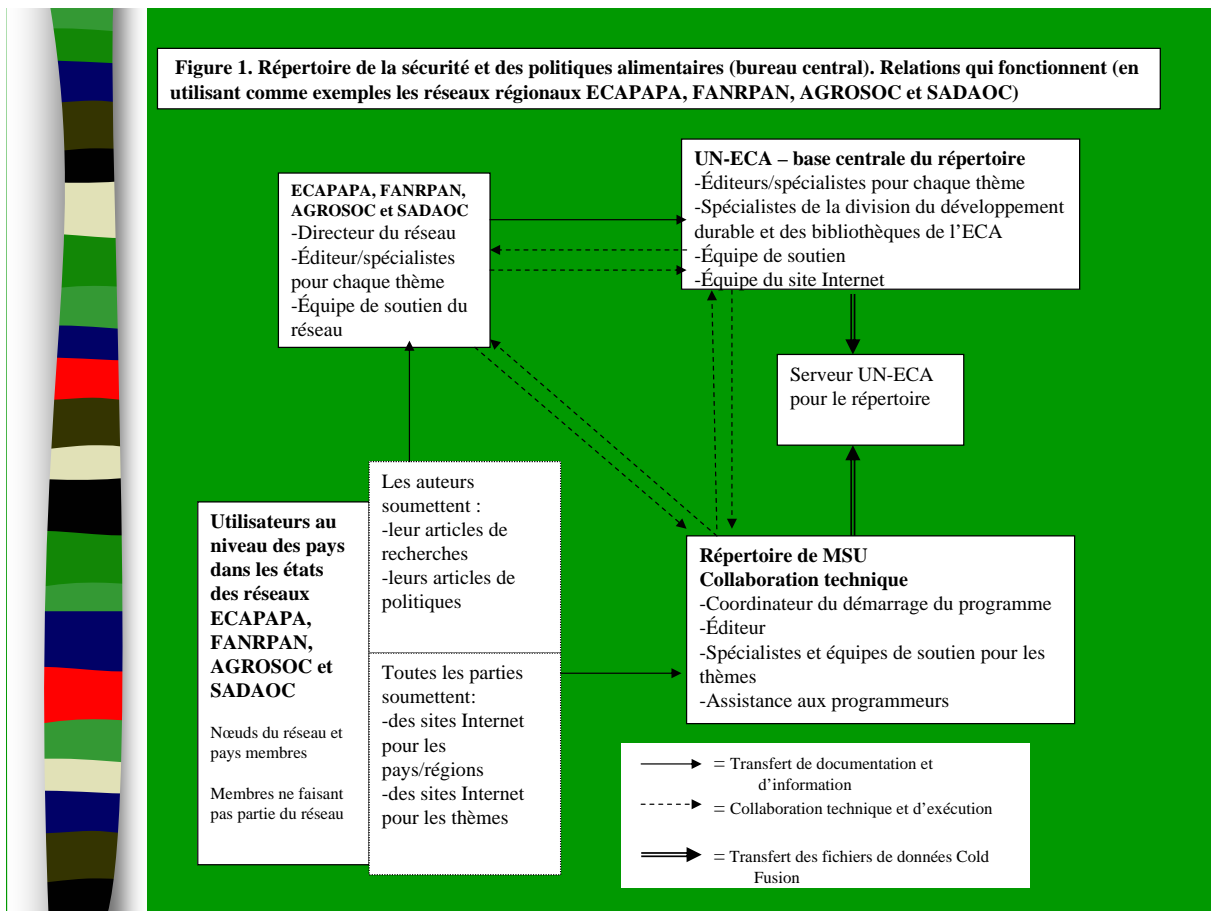 Figure 1. Répertoire de la sécurité et des politiques alimentaires (bureau central). Relations qui fonctionnent (en
utilisant comme exemples les réseaux régionaux ECAPAPA, FANRPAN, AGROSOC et SADAOC)
UN-ECA – base centrale du répertoire
-Éditeurs/spécialistes pour chaque thème
-Spécialistes de la division du développement
durable et des bibliothèques de l’ECA
-Équipe de soutien
-Équipe du site Internet
ECAPAPA, FANRPAN,
AGROSOC et SADAOC
-Directeur du réseau
-Éditeur/spécialistes
pour chaque thème
-Équipe de soutien du
réseau
Serveur UN-ECA
pour le répertoire
Les auteurs
soumettent :
-leur articles de
recherches
-leurs articles de
politiques
Utilisateurs au
niveau des pays
dans les états
des réseaux
ECAPAPA,
FANRPAN,
AGROSOC et
SADAOC
Nœuds du réseau et
pays membres
Membres ne faisant
pas partie du réseau
Toutes les parties
soumettent:
-des sites Internet
pour les
pays/régions
-des sites Internet
pour les thèmes
Répertoire de MSU
Collaboration technique
-Coordinateur du démarrage du programme
-Éditeur
-Spécialistes et équipes de soutien pour les
thèmes
-Assistance aux programmeurs
= Transfert de documentation et
d’information
= Collaboration technique et d’exécution
= Transfert des fichiers de données Cold
Fusion